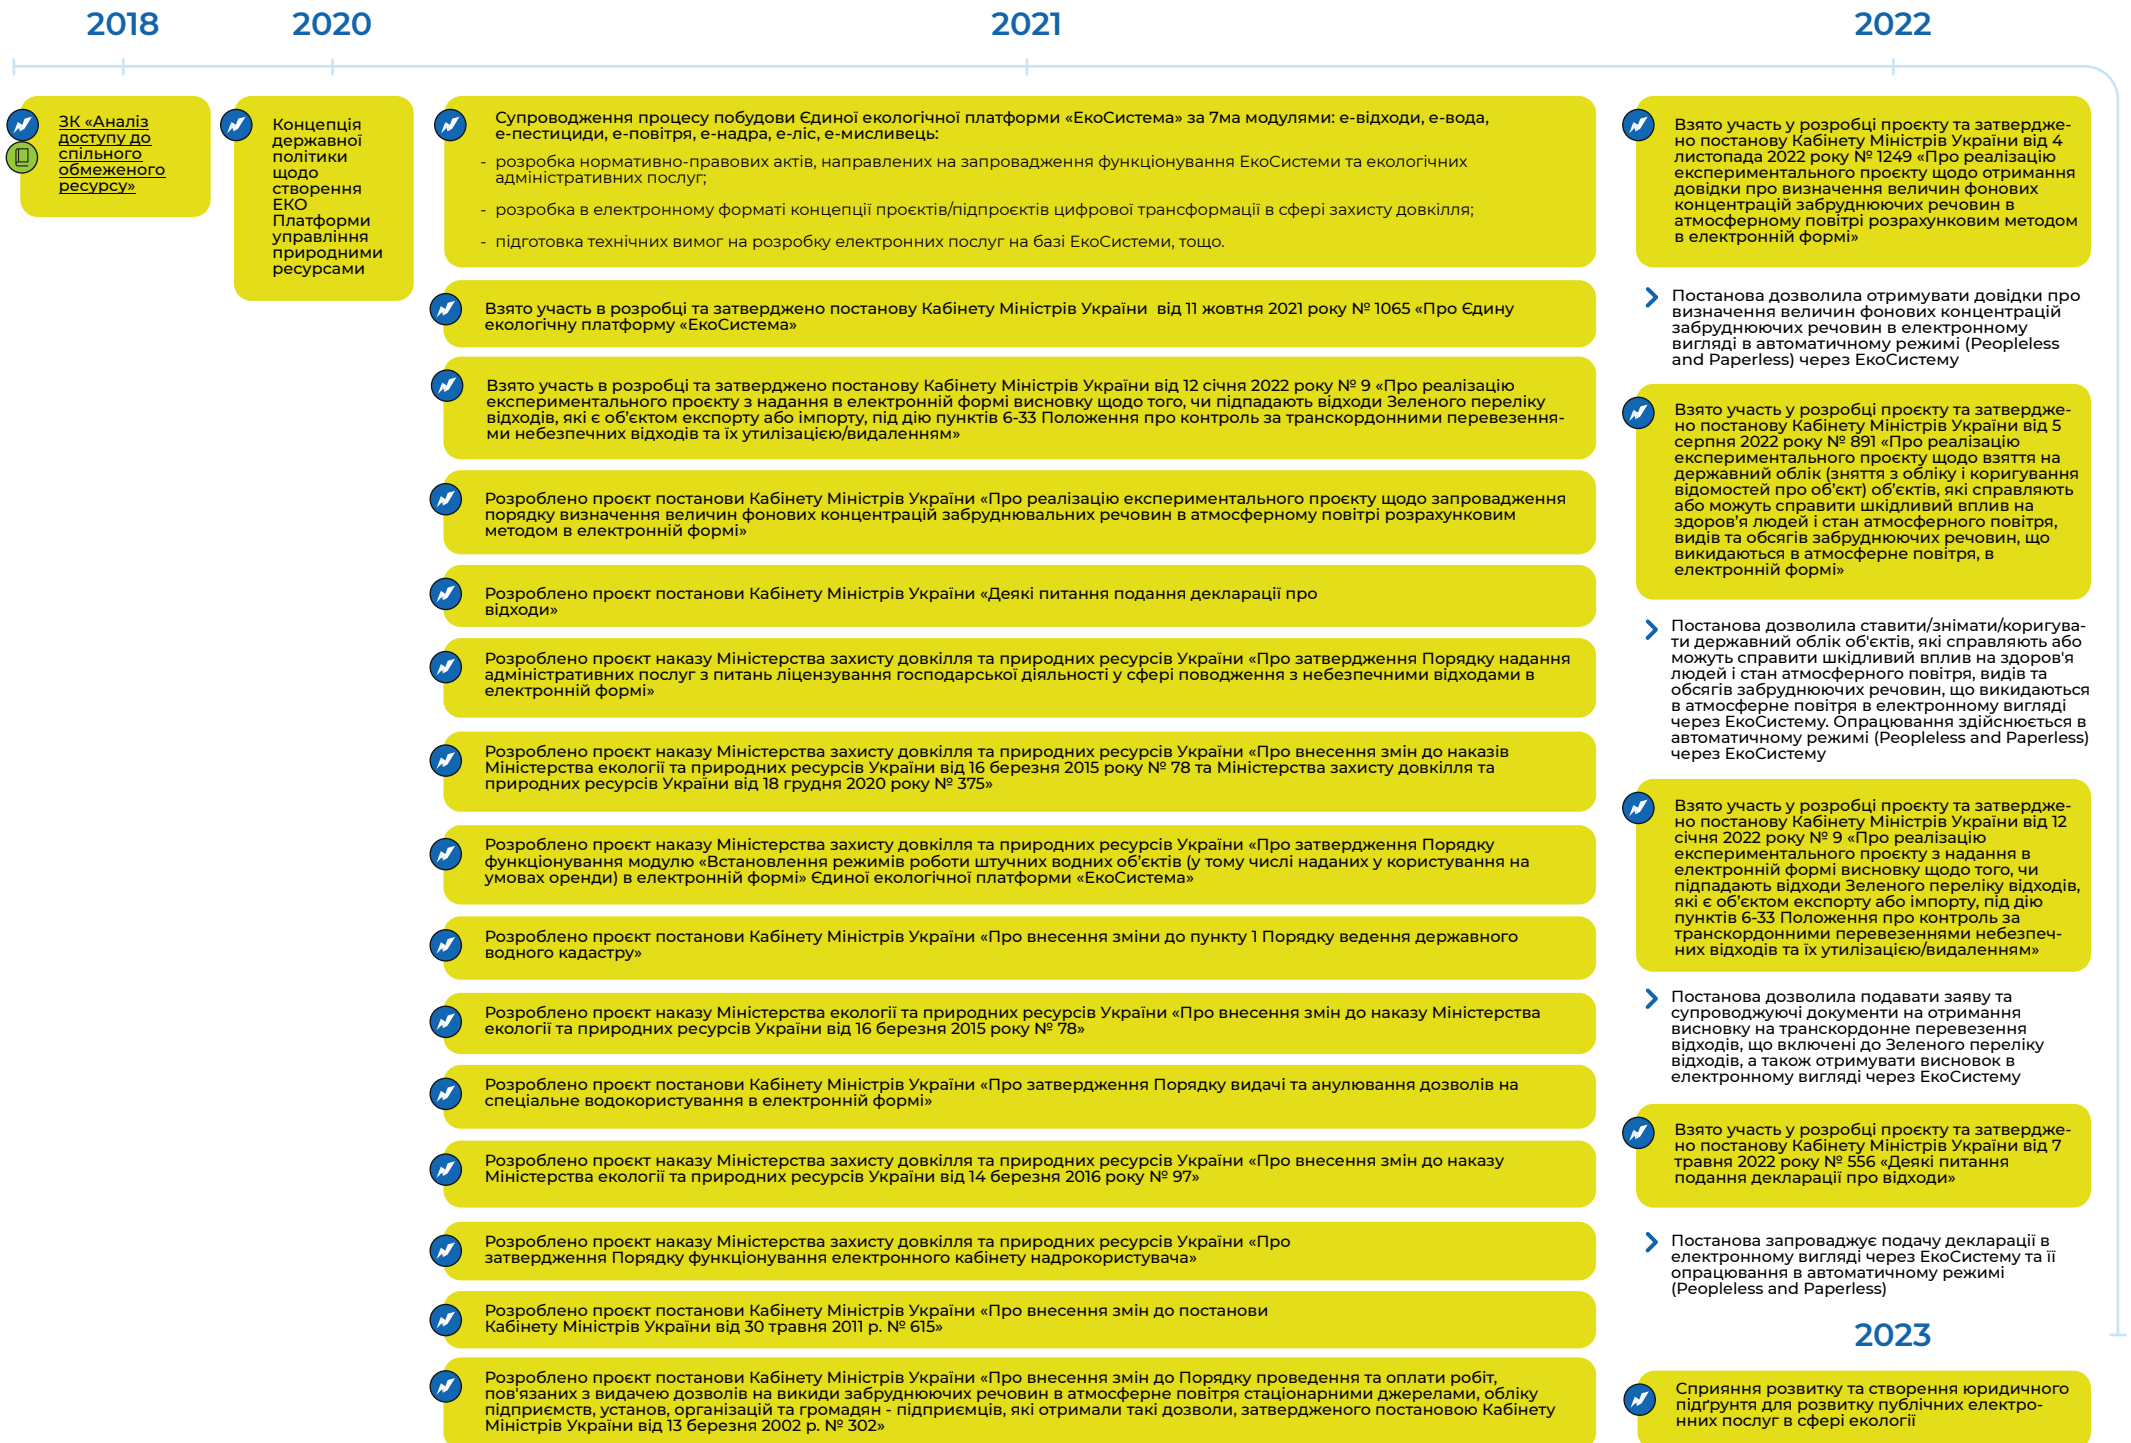 2018
2020
2021
2022
ЗК «Аналіз
доступу до
спільного
обмеженого
ресурсу»
Концепція
державної
політики
щодо
створення
ЕКО
Платформи
управління
природними
ресурсами
Супроводження процесу побудови Єдиної екологічної платформи «ЕкоСистема» за 7ма модулями: е-відходи, е-вода,
е-пестициди, е-повітря, е-надра, е-ліс, е-мисливець:
- розробка нормативно-правових актів, направлених на запровадження функціонування ЕкоСистеми та екологічних
адміністративних послуг;
- розробка в електронному форматі концепції проєктів/підпроєктів цифрової трансформації в сфері захисту довкілля;
- підготовка технічних вимог на розробку електронних послуг на базі ЕкоСистеми, тощо.
Взято участь в розробці та затверджено постанову Кабінету Міністрів України від 11 жовтня 2021 року № 1065 «Про Єдину
екологічну платформу «ЕкоСистема»
Взято участь в розробці та затверджено постанову Кабінету Міністрів України від 12 січня 2022 року № 9 «Про реалізацію
експериментального проєкту з надання в електронній формі висновку щодо того, чи підпадають відходи Зеленого переліку
відходів, які є об’єктом експорту або імпорту, під дію пунктів 6-33 Положення про контроль за транскордонними перевезення-
ми небезпечних відходів та їх утилізацією/видаленням»
Розроблено проєкт постанови Кабінету Міністрів України «Про реалізацію експериментального проєкту щодо запровадження
порядку визначення величин фонових концентрацій забруднювальних речовин в атмосферному повітрі розрахунковим
методом в електронній формі»
Розроблено проєкт постанови Кабінету Міністрів України «Деякі питання подання декларації про
відходи»
Розроблено проєкт наказу Міністерства захисту довкілля та природних ресурсів України «Про затвердження Порядку надання
адміністративних послуг з питань ліцензування господарської діяльності у сфері поводження з небезпечними відходами в
електронній формі»
Розроблено проєкт наказу Міністерства захисту довкілля та природних ресурсів України «Про внесення змін до наказів
Міністерства екології та природних ресурсів України від 16 березня 2015 року № 78 та Міністерства захисту довкілля та
природних ресурсів України від 18 грудня 2020 року № 375»
Розроблено проєкт наказу Міністерства захисту довкілля та природних ресурсів України «Про затвердження Порядку
функціонування модулю «Встановлення режимів роботи штучних водних об’єктів (у тому числі наданих у користування на
умовах оренди) в електронній формі» Єдиної екологічної платформи «ЕкоСистема»
Розроблено проєкт постанови Кабінету Міністрів України «Про внесення зміни до пункту 1 Порядку ведення державного
водного кадастру»
Розроблено проєкт наказу Міністерства екології та природних ресурсів України «Про внесення змін до наказу Міністерства
екології та природних ресурсів України від 16 березня 2015 року № 78»
Розроблено проєкт постанови Кабінету Міністрів України «Про затвердження Порядку видачі та анулювання дозволів на
спеціальне водокористування в електронній формі»
Розроблено проєкт наказу Міністерства захисту довкілля та природних ресурсів України «Про внесення змін до наказу
Міністерства екології та природних ресурсів України від 14 березня 2016 року № 97»
Розроблено проєкт наказу Міністерства захисту довкілля та природних ресурсів України «Про
затвердження Порядку функціонування електронного кабінету надрокористувача»
Розроблено проєкт постанови Кабінету Міністрів України «Про внесення змін до постанови
Кабінету Міністрів України від 30 травня 2011 р. № 615»
Розроблено проєкт постанови Кабінету Міністрів України «Про внесення змін до Порядку проведення та оплати робіт,
пов'язаних з видачею дозволів на викиди забруднюючих речовин в атмосферне повітря стаціонарними джерелами, обліку
підприємств, установ, організацій та громадян - підприємців, які отримали такі дозволи, затвердженого постановою Кабінету
Міністрів України від 13 березня 2002 р. № 302»
Взято участь у розробці проєкту та затвердже-
но постанову Кабінету Міністрів України від 4
листопада 2022 року № 1249 «Про реалізацію
експериментального проєкту щодо отримання
довідки про визначення величин фонових
концентрацій забруднюючих речовин в
атмосферному повітрі розрахунковим методом
в електронній формі»
Постанова дозволила отримувати довідки про
визначення величин фонових концентрацій
забруднюючих речовин в електронному
вигляді в автоматичному режимі (Peopleless
and Paperless) через ЕкоСистему
Взято участь у розробці проєкту та затвердже-
но постанову Кабінету Міністрів України від 5
серпня 2022 року № 891 «Про реалізацію
експериментального проєкту щодо взяття на
державний облік (зняття з обліку і коригування
відомостей про об’єкт) об’єктів, які справляють
або можуть справити шкідливий вплив на
здоров’я людей і стан атмосферного повітря,
видів та обсягів забруднюючих речовин, що
викидаються в атмосферне повітря, в
електронній формі»
Постанова дозволила ставити/знімати/коригува-
ти державний облік об'єктів, які справляють або
можуть справити шкідливий вплив на здоров'я
людей і стан атмосферного повітря, видів та
обсягів забруднюючих речовин, що викидаються
в атмосферне повітря в електронному вигляді
через ЕкоСистему. Опрацювання здійснюється в
автоматичному режимі (Peopleless and Paperless)
через ЕкоСистему
Взято участь у розробці проєкту та затвердже-
но постанову Кабінету Міністрів України від 12
січня 2022 року № 9 «Про реалізацію
експериментального проєкту з надання в
електронній формі висновку щодо того, чи
підпадають відходи Зеленого переліку відходів,
які є об’єктом експорту або імпорту, під дію
пунктів 6-33 Положення про контроль за
транскордонними перевезеннями небезпеч-
них відходів та їх утилізацією/видаленням»
Постанова дозволила подавати заяву та
супроводжуючі документи на отримання
висновку на транскордонне перевезення
відходів, що включені до Зеленого переліку
відходів, а також отримувати висновок в
електронному вигляді через ЕкоСистему
Взято участь у розробці проєкту та затвердже-
но постанову Кабінету Міністрів України від 7
травня 2022 року № 556 «Деякі питання
подання декларації про відходи»
Постанова запроваджує подачу декларації в
електронному вигляді через ЕкоСистему та її
опрацювання в автоматичному режимі
(Peopleless and Paperless)
2023
Сприяння розвитку та створення юридичного
підґрунтя для розвитку публічних електро-
нних послуг в сфері екології